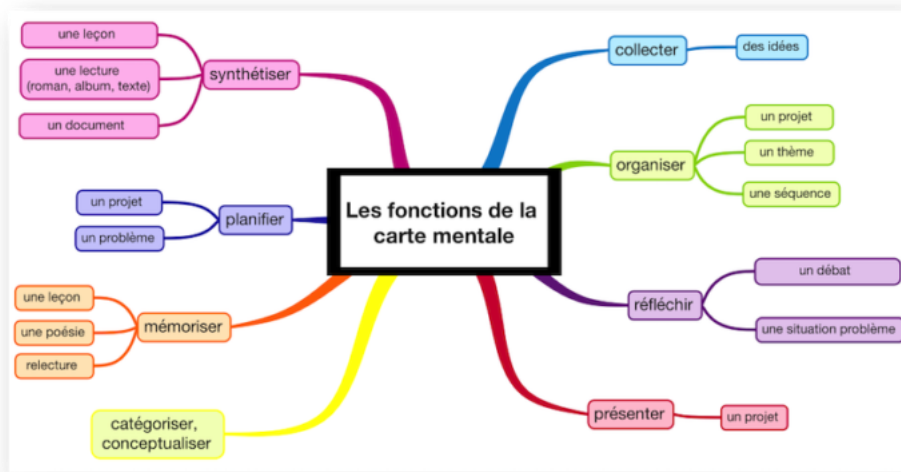 Les fonctions de la
carte mentale
collecter
des idées
organiser
un projet
un thème
une séquence
réfléchir
un débat
une situation problème
présenter
un projet
catégoriser,
conceptualiser
mémoriser
une leçon
une poésie
relecture
planifier
un projet
un problème
synthétiser
une leçon
une lecture
(roman, album, texte)
un document